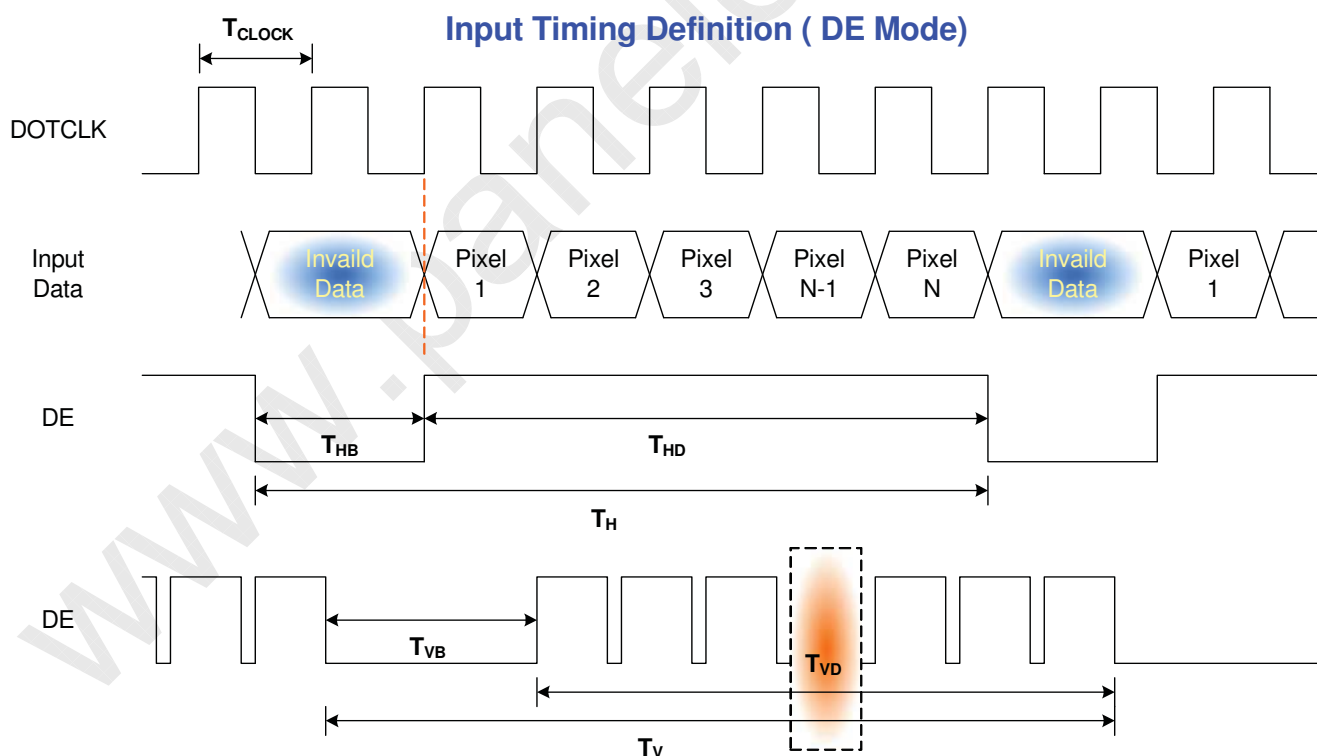 Input Timing Definition ( DE Mode)
TCLOCK
DOTCLK
Input
Data
Invaild
Data
Pixel
1
Pixel
2
Pixel
3
Pixel
N-1
Pixel
N
Invaild
Data
Pixel
1
DE
THB
THD
TH
DE
TVB
TVD
TV
www.panel